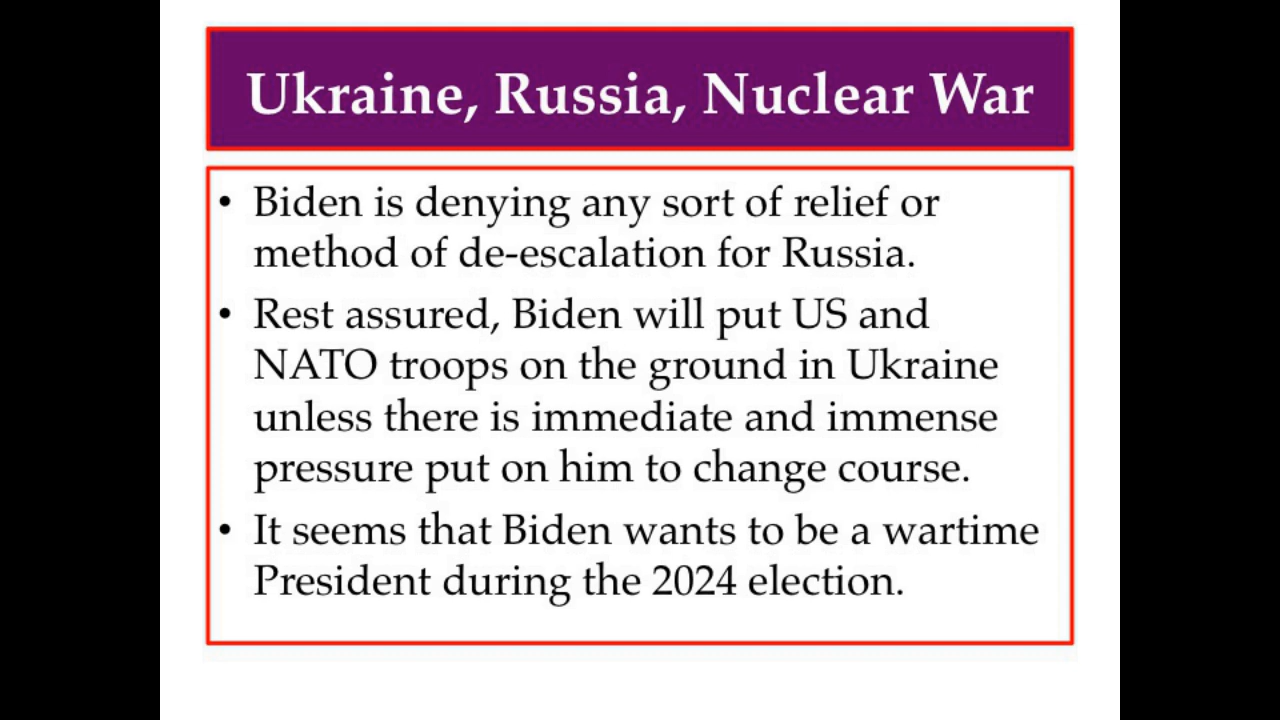 Ukraine, Russia, Nuclear War
• Biden is denying any sort of relief or
method of de-escalation for Russia.
• Rest assured, Biden will put US and
NATO troops on the ground in Ukraine
unless there is immediate and immense
pressure put on him to change course.
• It seems that Biden wants to be a wartime
President during the 2024 election.